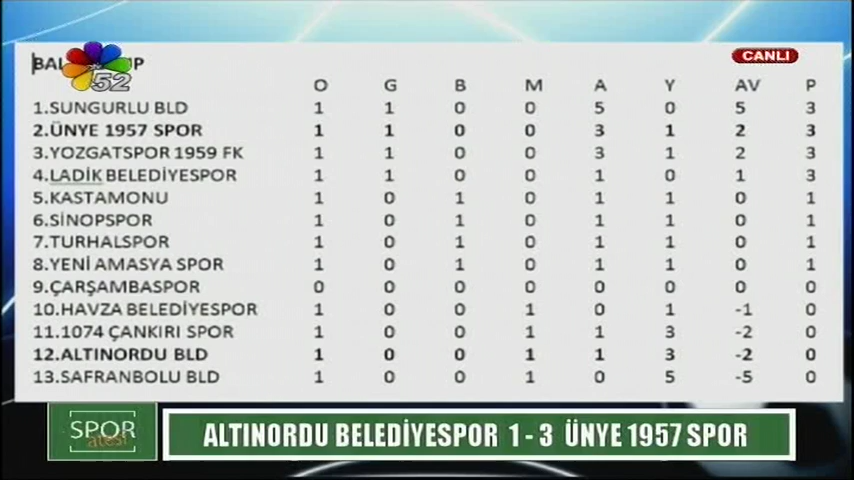 CANLI
52
O G B M A Y AV P
1.SUNGURLU BLD 1 1 0 0 5 0 5 3
2.ÜNYE 1957 SPOR 1 1 0 0 3 1 2 3
3.YOZGATSPOR 1959 FK 1 1 0 0 3 1 2 3
4.LADİK BELEDİYESPOR 1 1 0 0 1 0 1 3
5.KASTAMONU 1 0 1 0 1 1 0 1
6.SİNOPSPOR 1 0 1 0 1 1 0 1
7.TURHALSPOR 1 0 1 0 1 1 0 1
8.YENİ AMASYA SPOR 1 0 1 0 1 1 0 1
9.ÇARŞAMBASPOR 0 0 0 0 0 0 0 0
10.HAVZA BELEDİYESPOR 1 0 0 1 0 1 -1 0
11.1074 ÇANKIRI SPOR 1 0 0 1 1 3 -2 0
12.ALTINORDU BLD 1 0 0 1 1 3 -2 0
13.SAFRANBOLU BLD 1 0 0 1 0 5 -5 0
SPOR
atesi
ALTINORDU BELEDİYESPOR 1 - 3 ÜNYE 1957 SPOR